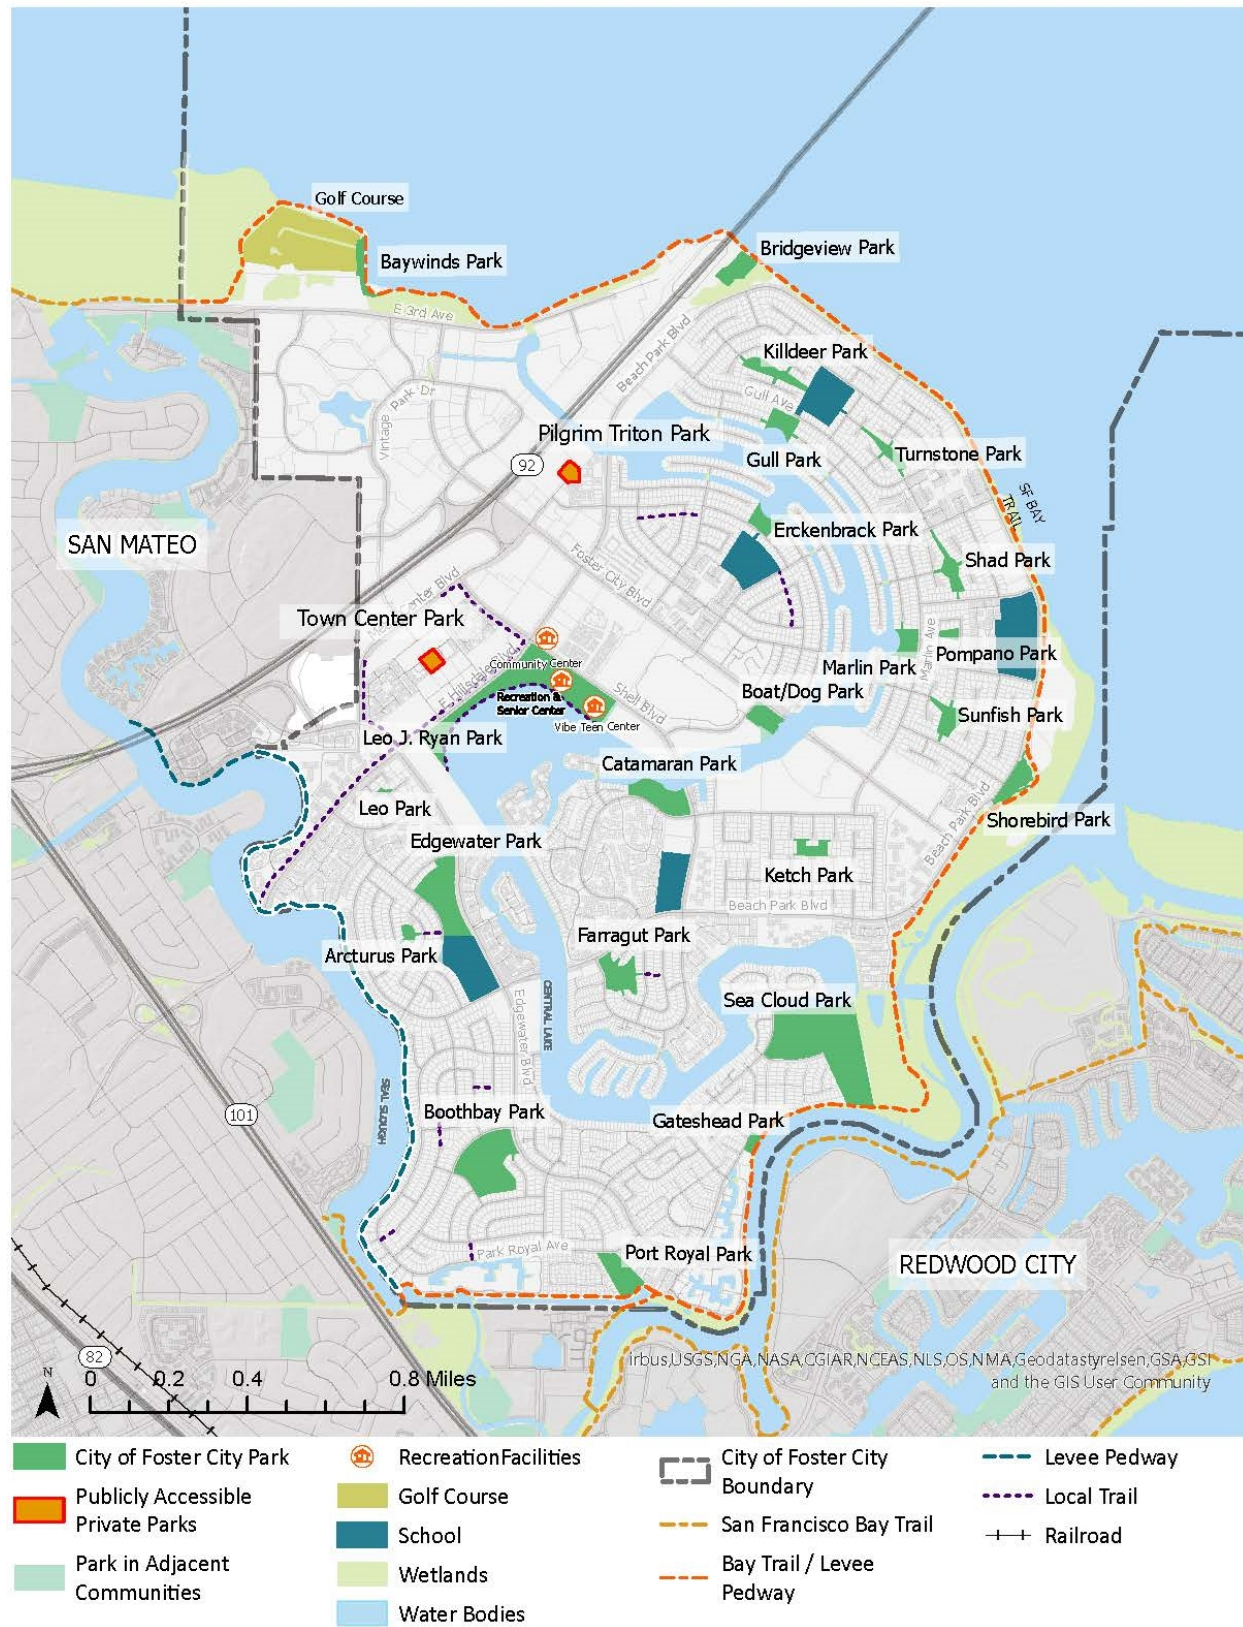 Golf Course
Baywinds Park
Bridgeview Park
E 3rd Ave
Beach Park Blvd
Killdeer Park
Gull Ave
Vintage Park Dr
Pilgrim Triton Park
Gull Park
Turnstone Park
92
SF BAY
TRAIL
SAN MATEO
Erckenbrack Park
Foster City Blvd
Shad Park
Town Center Park
Community Center
Marlin Ave
Marlin Park
Pompano Park
E Hillsdale Blvd
Recreation &
Senior Center
Shell Blvd
Boat/Dog Park
Sunfish Park
Vibe Teen Center
Leo J. Ryan Park
Catamaran Park
Leo Park
Beach Park Blvd
Shorebird Park
Edgewater Park
Ketch Park
Beach Park Blvd
Farragut Park
Arcturus Park
Sea Cloud Park
Edgewater Blvd
CENTRAL LAKE
SEAL SLOUGH
101
Boothbay Park
Gateshead Park
Park Royal Ave
Port Royal Park
REDWOOD CITY
82
irbus,USGS,NGA,NASA,CGIAR,NCEAS,NLS,OS,NMA,Geodatastyrelsen,GSA,GSI
and the GIS User Community
N
0 0.2 0.4 0.8 Miles
City of Foster City Park
Publicly Accessible
Private Parks
Park in Adjacent
Communities
Recreation Facilities
Golf Course
School
Wetlands
Water Bodies
City of Foster City
Boundary
San Francisco Bay Trail
Bay Trail / Levee
Pedway
Levee Pedway
Local Trail
Railroad